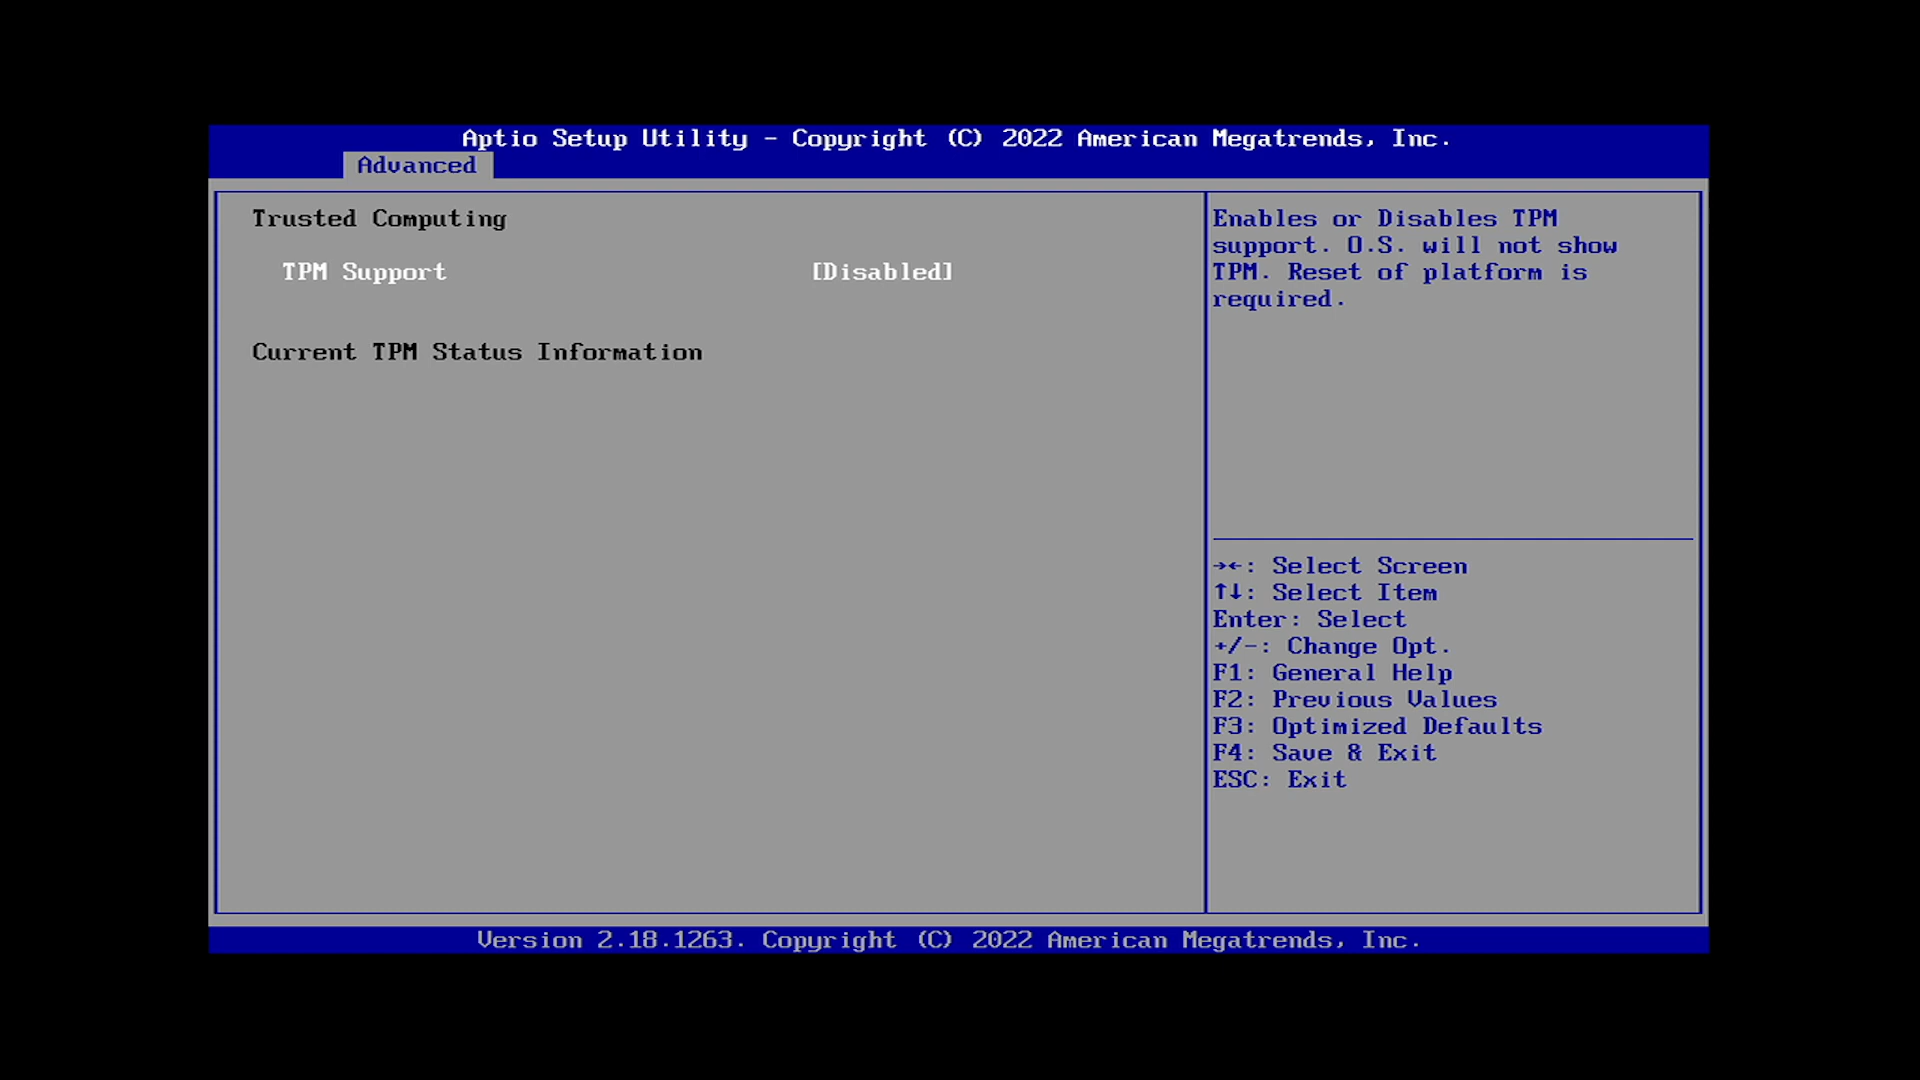 Aptio Setup Utility - Copyright (C) 2022 American Megatrends, Inc.
Advanced
Trusted Computing
TPM Support [Disabled]
Current TPM Status Information
Enables or Disables TPM
support. O.S. will not show
TPM. Reset of platform is
required.
→←: Select Screen
↑↓: Select Item
Enter: Select
+/-: Change Opt.
F1: General Help
F2: Previous Values
F3: Optimized Defaults
F4: Save & Exit
ESC: Exit
Version 2.18.1263. Copyright (C) 2022 American Megatrends, Inc.